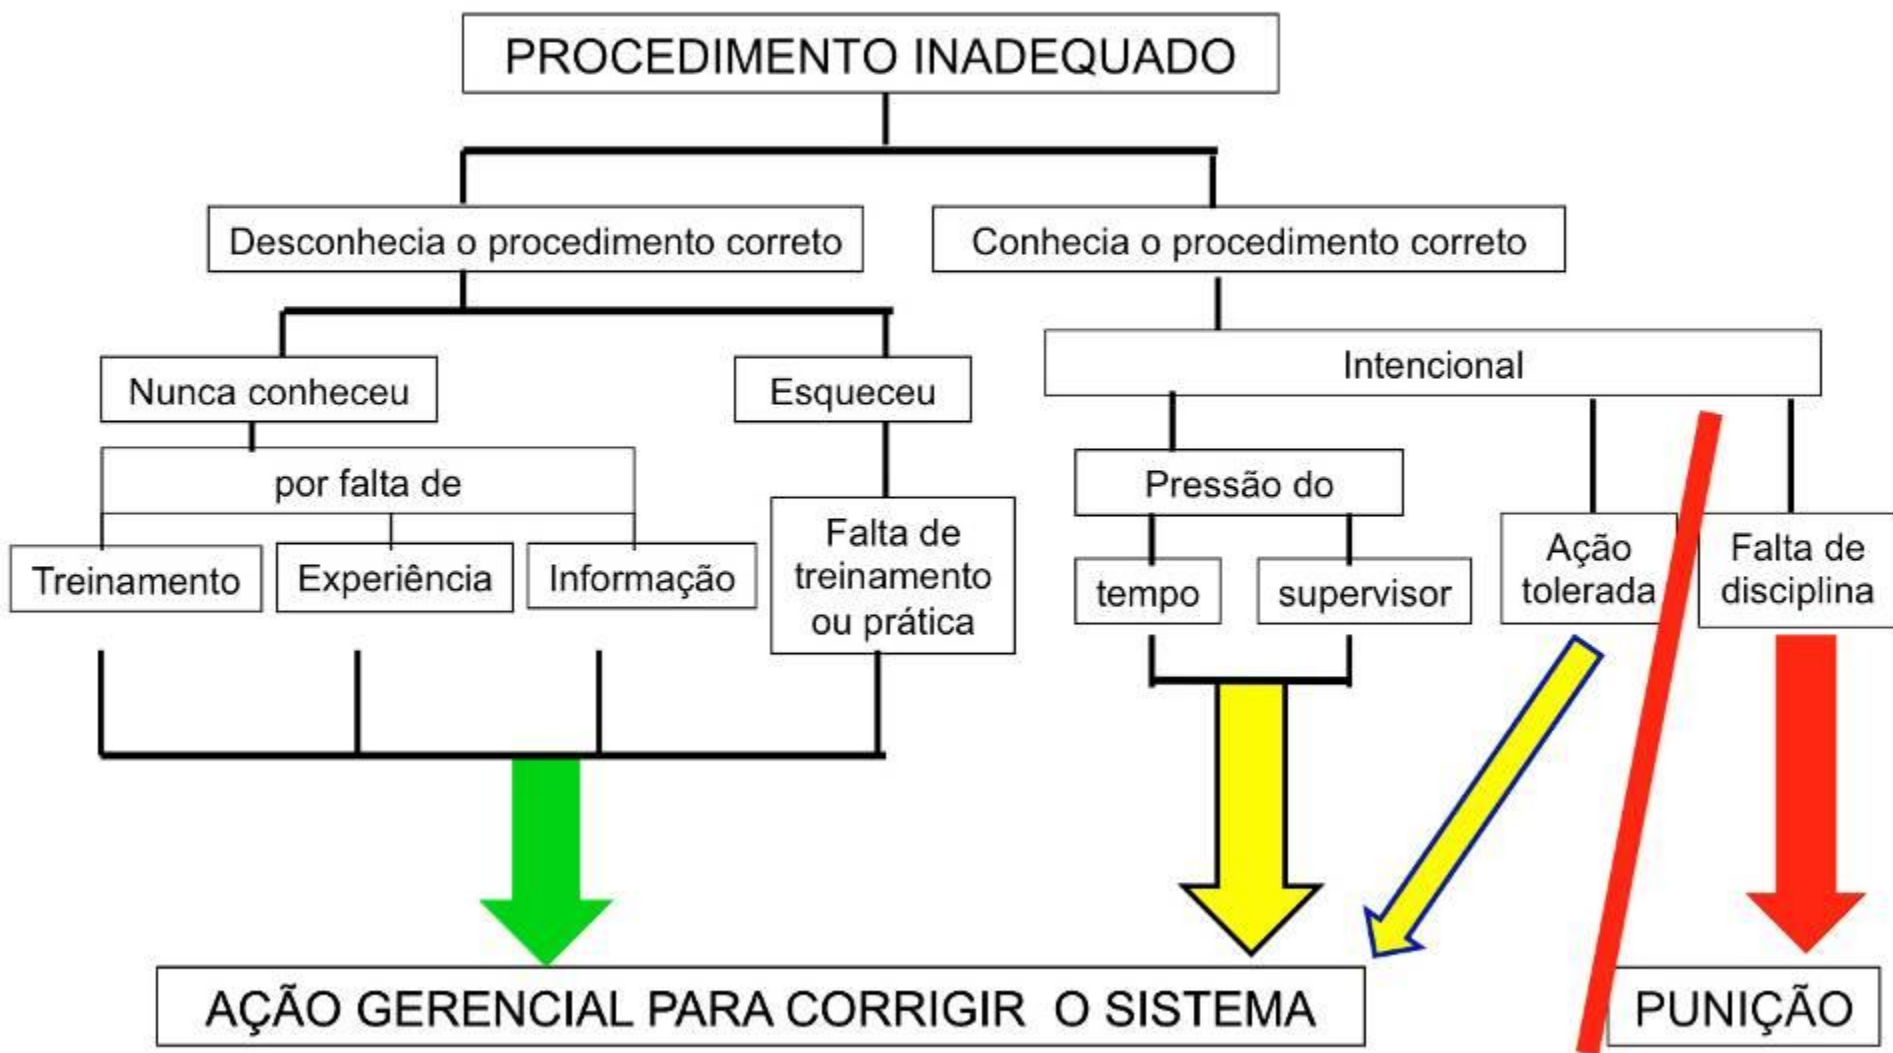 PROCEDIMENTO INADEQUADO
Desconhecia o procedimento correto
Conhecia o procedimento correto
Nunca conheceu
Esqueceu
Intencional
por falta de
Pressão do
Treinamento
Experiência
Informação
Falta de
treinamento
ou prática
tempo
supervisor
Ação
tolerada
Falta de
disciplina
AÇÃO GERENCIAL PARA CORRIGIR O SISTEMA
PUNIÇÃO